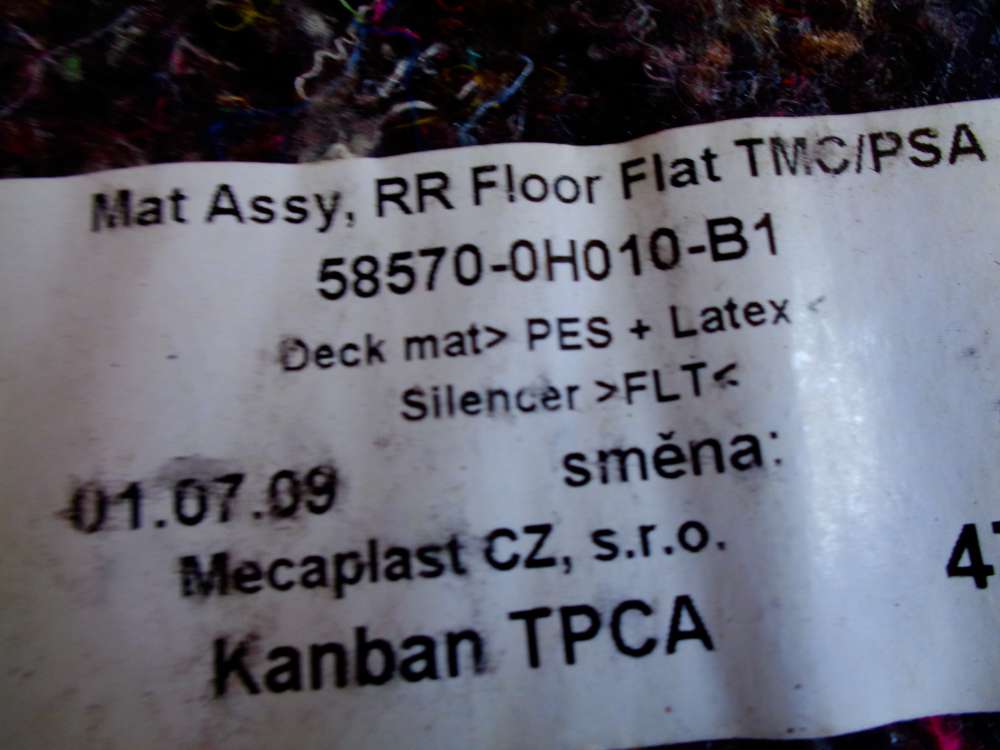 Mat Assy, RR Floor Flat TMC/PSA
58570-0H010-B1
Deck mat> PES + Latex <
Silencer >FLT<
01.07.09 směna:
Mecaplast CZ, s.r.o.
Kanban TPCA